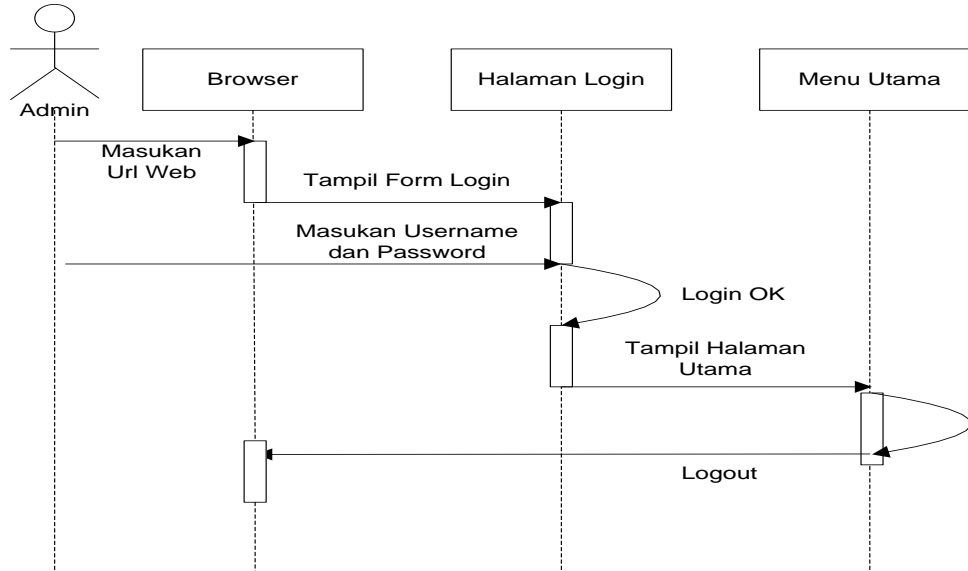 Admin
Browser
Halaman Login
Menu Utama
Masukan
Url Web
Tampil Form Login
Masukan Username
dan Password
Login OK
Tampil Halaman
Utama
Logout